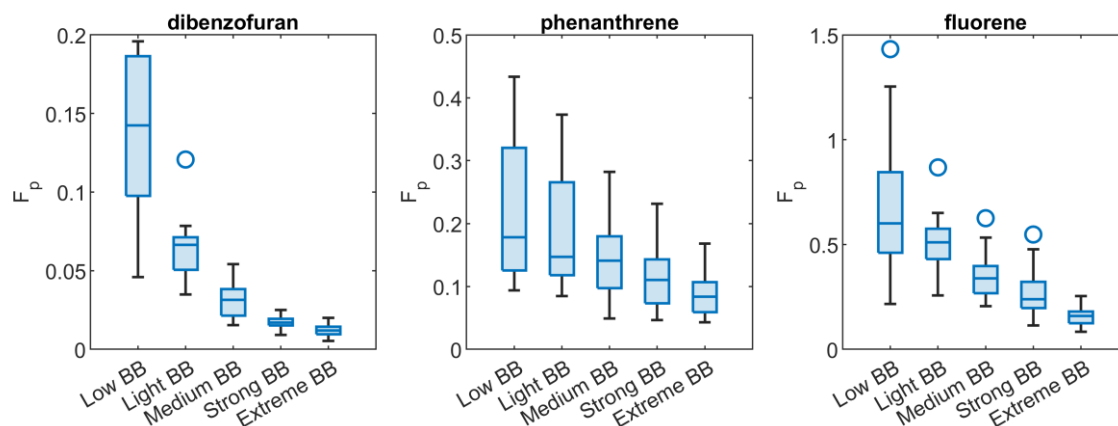 dibenzofuran
0.2
0.15
0.1
0.05
0
F_p
Low BB
Light BB
Medium BB
Strong BB
Extreme BB
phenanthrene
0.5
0.4
0.3
0.2
0.1
0
F_p
Low BB
Light BB
Medium BB
Strong BB
Extreme BB
fluorene
1.5
1
0.5
0
F_p
Low BB
Light BB
Medium BB
Strong BB
Extreme BB